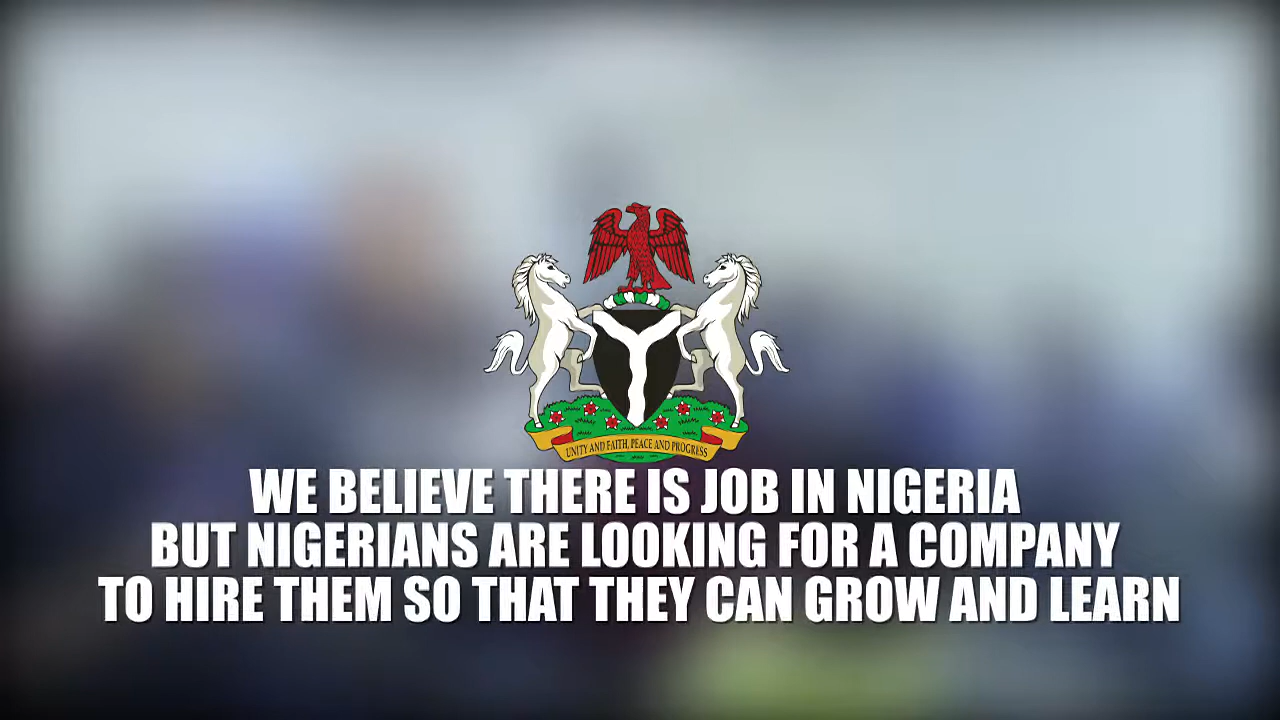 UNITY AND FAITH, PEACE AND PROGRESS
WE BELIEVE THERE IS JOB IN NIGERIA
BUT NIGERIANS ARE LOOKING FOR A COMPANY
TO HIRE THEM SO THAT THEY CAN GROW AND LEARN